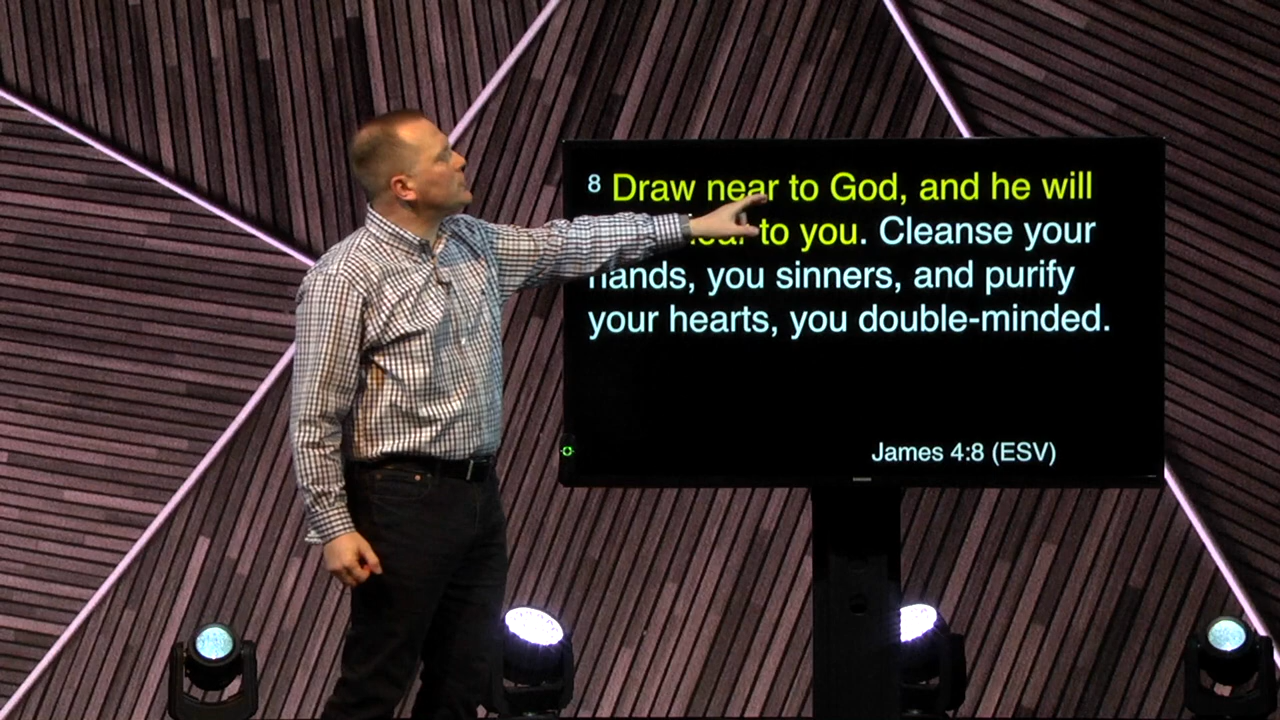 8 Draw near to God, and he will
near to you. Cleanse your
hands, you sinners, and purify
your hearts, you double-minded.
James 4:8 (ESV)